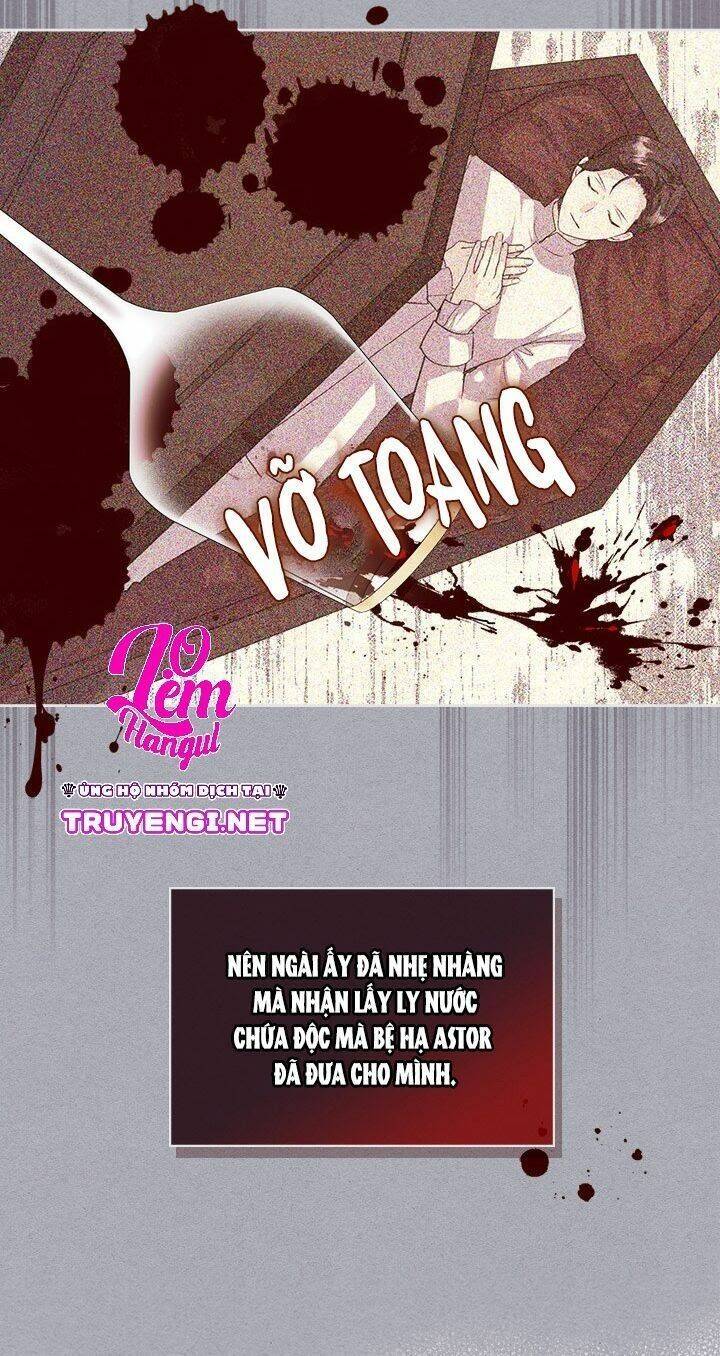 VỠ TOANG
LO
LEM
HANGUL
ỦNG HỘ NHÓM DỊCH TẠI
TRUYENGI.NET
NÊN NGÀI ẤY ĐÃ NHẸ NHÀNG
MÀ NHẬN LẤY LY NƯỚC
CHỨA ĐỘC MÀ BỆ HẠ ASTOR
ĐÃ ĐƯA CHO MÌNH.